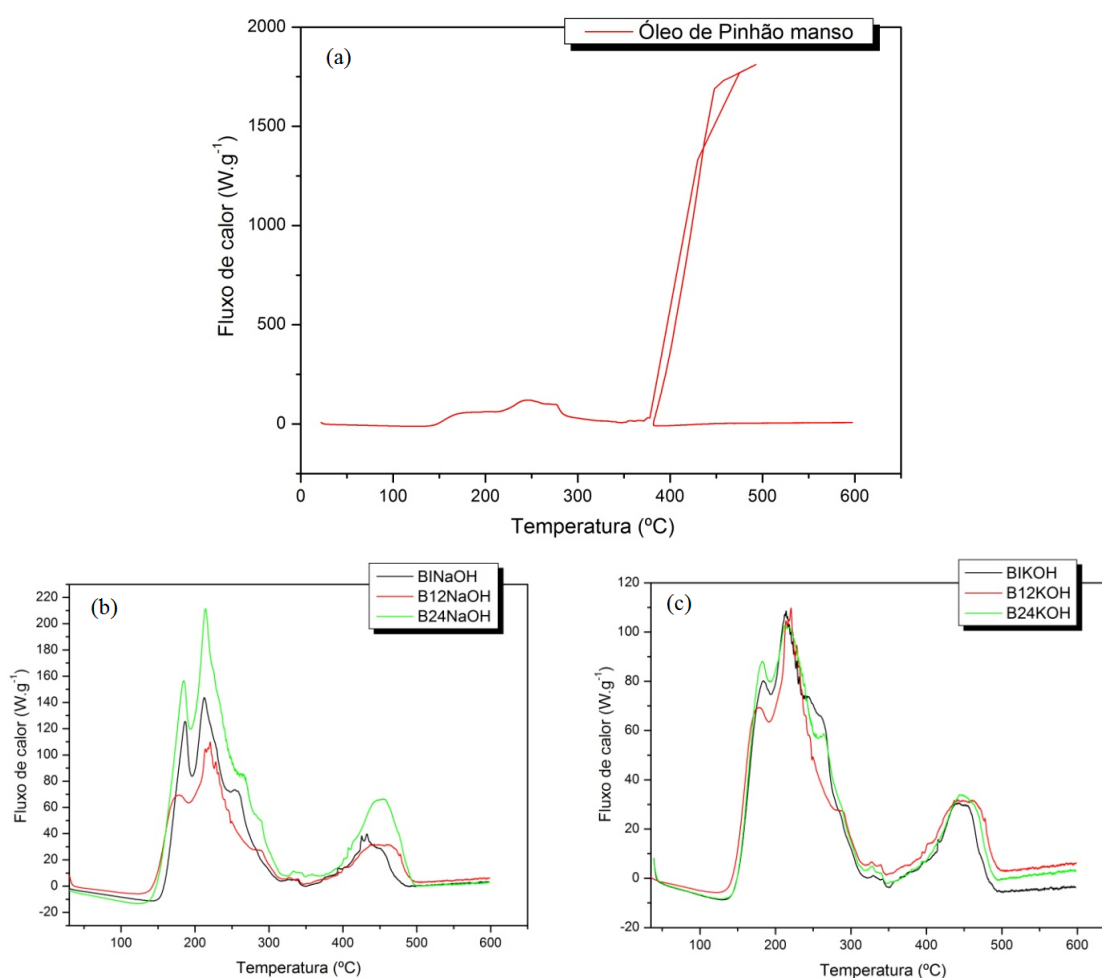 (a)
Óleo de Pinhão manso
2000
1500
1000
500
0
Fluxo de calor (W.g-1)
0 100 200 300 400 500 600
Temperatura (ºC)
(b)
BINaOH
B12NaOH
B24NaOH
220
200
180
160
140
120
100
80
60
40
20
0
-20
Fluxo de calor (W.g-1)
100 200 300 400 500 600
Temperatura (ºC)
(c)
BIKOH
B12KOH
B24KOH
120
100
80
60
40
20
0
-20
Fluxo de calor (W.g-1)
100 200 300 400 500 600
Temperatura (ºC)